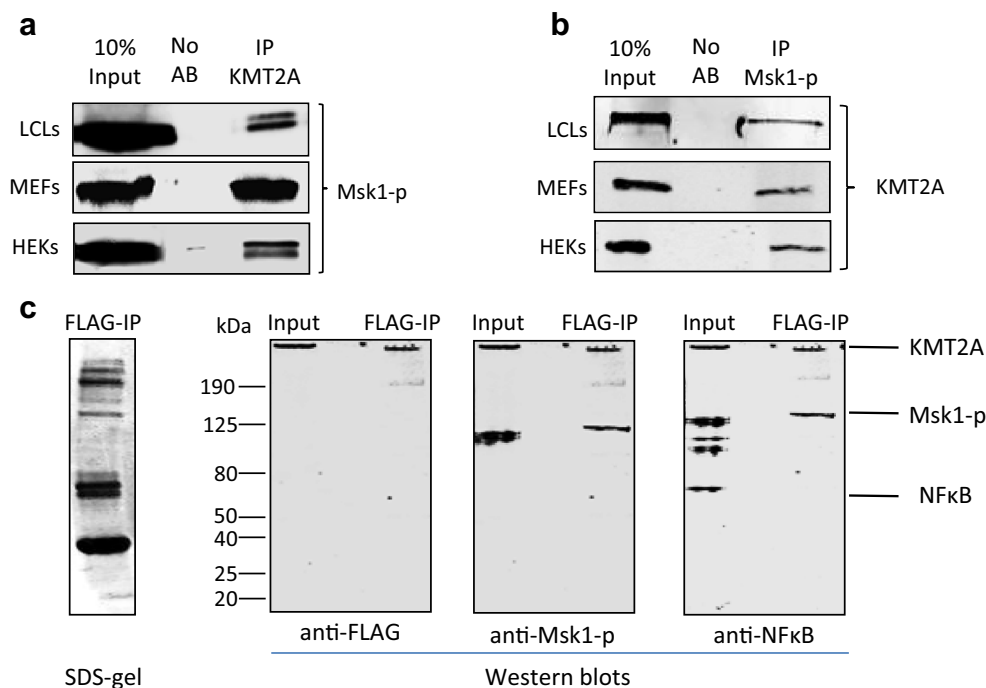 a
10% Input
No AB
IP KMT2A
LCLs
MEFs
HEKs
Msk1-p
b
10% Input
No AB
IP Msk1-p
LCLs
MEFs
HEKs
KMT2A
c
FLAG-IP
SDS-gel
kDa
190
125
80
50
40
25
20
Input FLAG-IP
anti-FLAG
Input FLAG-IP
anti-Msk1-p
Input FLAG-IP
anti-NFκB
KMT2A
Msk1-p
NFκB
Western blots